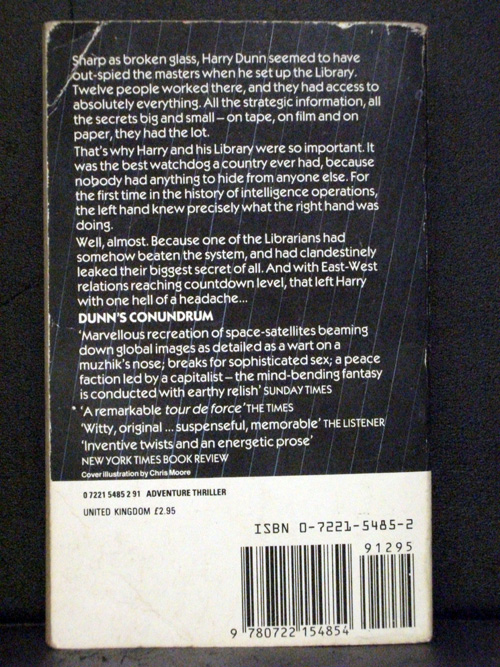 Sharp as broken glass, Harry Dunn seemed to have
out-spied the masters when he set up the Library.
Twelve people worked there, and they had access to
absolutely everything. All the strategic information, all
the secrets big and small – on tape, on film and on
paper, they had the lot.
That's why Harry and his Library were so important. It
was the best watchdog a country ever had, because
nobody had anything to hide from anyone else. For
the first time in the history of intelligence operations,
the left hand knew precisely what the right hand was
doing.
Well, almost. Because one of the Librarians had
somehow beaten the system, and had clandestinely
leaked their biggest secret of all. And with East-West
relations reaching countdown level, that left Harry
with one hell of a headache...
DUNN'S CONUNDRUM
'Marvellous recreation of space-satellites beaming
down global images as detailed as a wart on a
muzhik's nose; breaks for sophisticated sex; a peace
faction led by a capitalist – the mind-bending fantasy
is conducted with earthy relish' SUNDAY TIMES
'A remarkable tour de force' THE TIMES
'Witty, original ... suspenseful, memorable' THE LISTENER
'Inventive twists and an energetic prose'
NEW YORK TIMES BOOK REVIEW
Cover illustration by Chris Moore
0 7221 5485 2 91 ADVENTURE THRILLER
UNITED KINGDOM £2.95
ISBN 0-7221-5485-2
91295
9 780722 154854